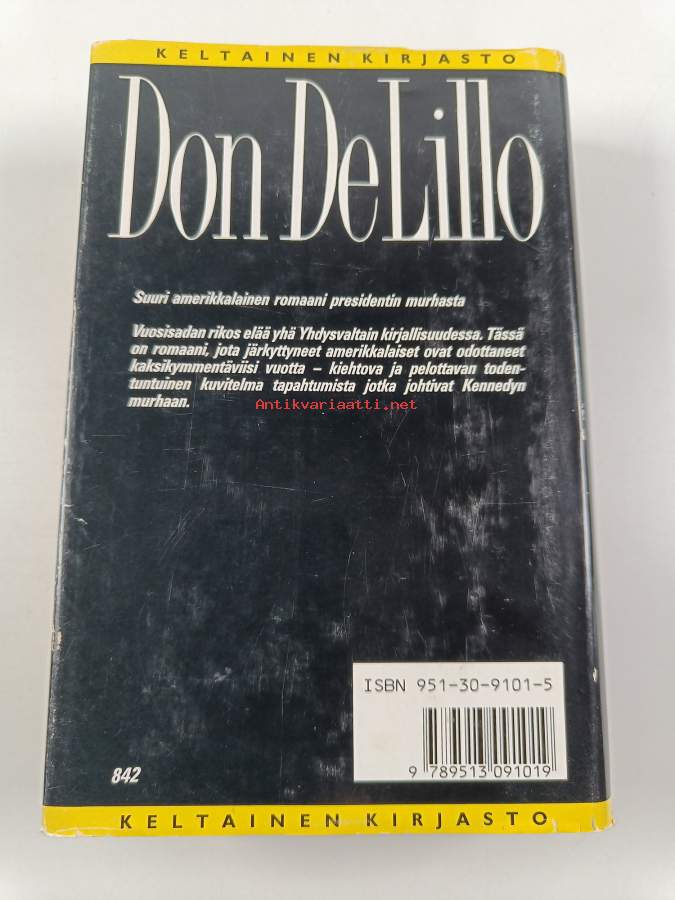 KELTAINEN KIRJASTO
Don DeLillo
Suuri amerikkalainen romaani presidentin murhasta
Vuosisadan rikos elää yhä Yhdysvaltain kirjallisuudessa. Tässä
on romaani, jota järkyttyneet amerikkalaiset ovat odottaneet
kaksikymmentäviisi vuotta – kiehtova ja pelottavan toden-
tuntuinen kuvitelma tapahtumista jotka johtivat Kennedyn
murhaan.
Antikvariaatti.net
ISBN 951-30-9101-5
9 789513 091019
842
KELTAINEN KIRJASTO